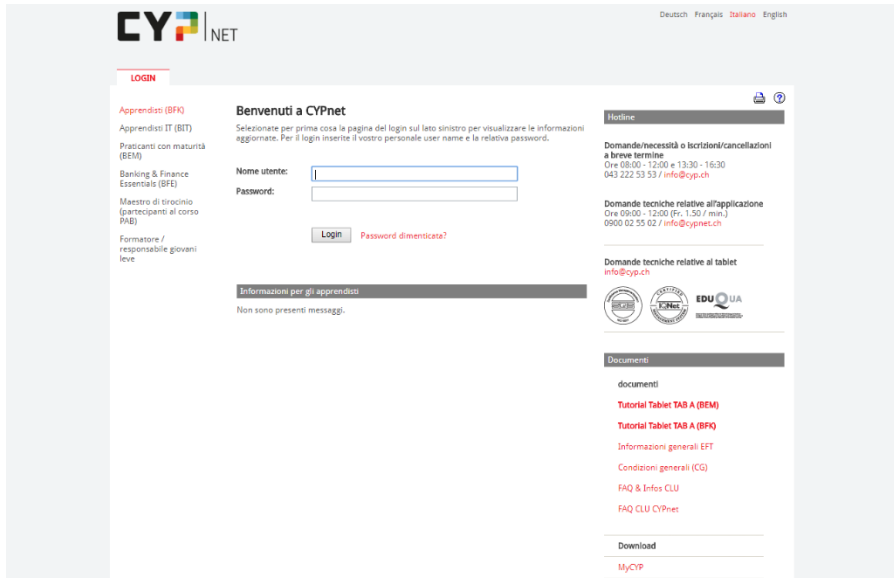 CYP NET
Deutsch Français Italiano English
LOGIN
Apprendisti (BFK)
Apprendisti IT (BIT)
Praticanti con maturità
(BEM)
Banking & Finance
Essentials (BFE)
Maestro di tirocinio
(partecipanti al corso
PAB)
Formatore /
responsabile giovani
leve
Benvenuti a CYPnet
Selezionate per prima cosa la pagina del login sul lato sinistro per visualizzare le informazioni
aggiornate. Per il login inserite il vostro personale user name e la relativa password.
Nome utente:
Password:
Login Password dimenticata?
Informazioni per gli apprendisti
Non sono presenti messaggi.
Hotline
Domande/necessità o iscrizioni/cancellazioni
a breve termine
Ore 08:00 - 12:00 e 13:30 - 16:30
043 222 53 53 / info@cyp.ch
Domande tecniche relative all'applicazione
Ore 09:00 - 12:00 (Fr. 1.50 / min.)
0900 02 55 02 / info@cypnet.ch
Domande tecniche relative al tablet
info@cyp.ch
CERTIFIED
IQNet
EDUQUA
Documenti
documenti
Tutorial Tablet TAB A (BEM)
Tutorial Tablet TAB A (BFK)
Informazioni generali EFT
Condizioni generali (CG)
FAQ & Infos CLU
FAQ CLU CYPnet
Download
MyCYP